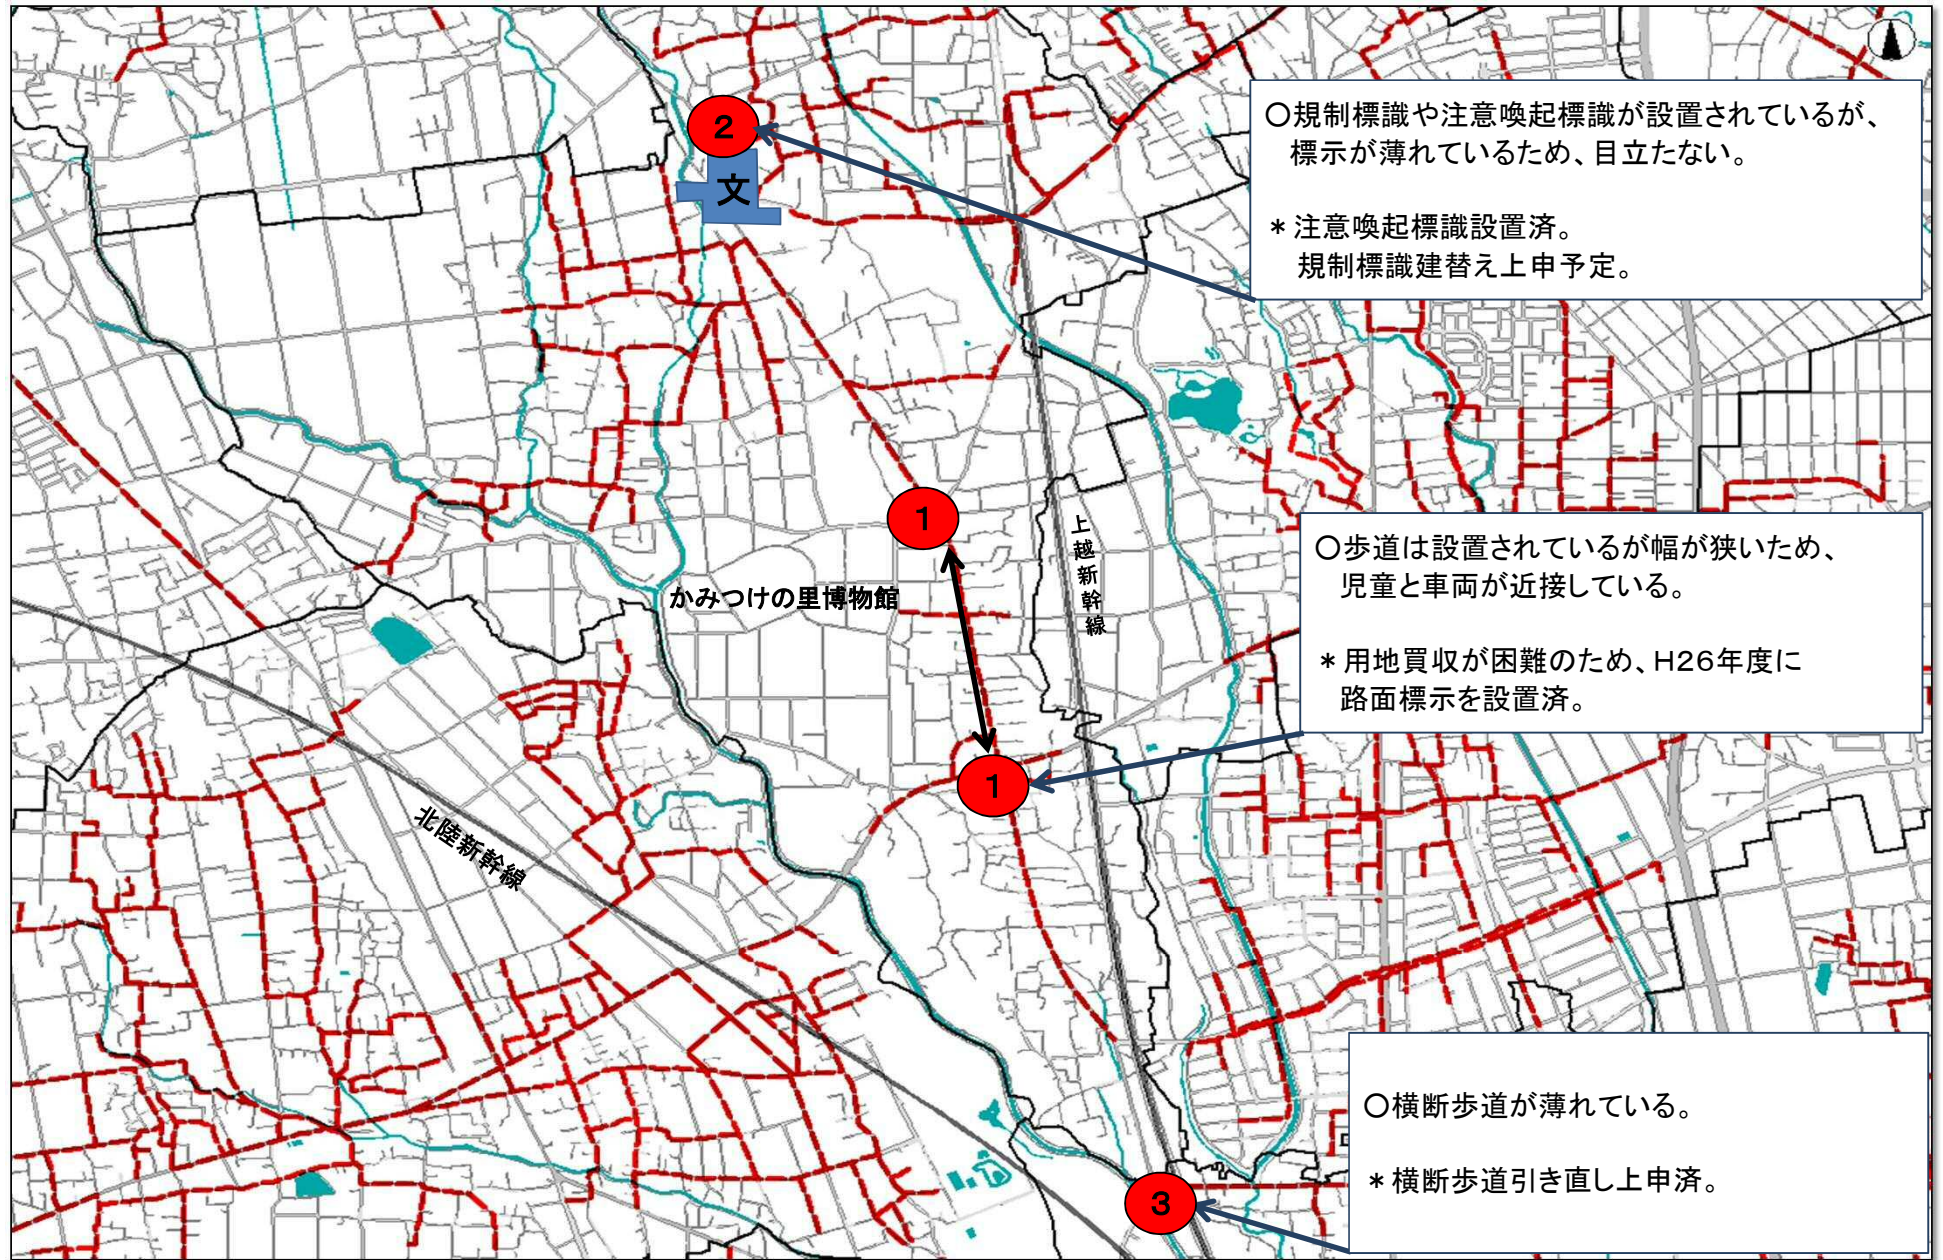 2
文
〇規制標識や注意喚起標識が設置されているが、
標示が薄れているため、目立たない。
＊注意喚起標識設置済。
規制標識建替え上申予定。
1
上越新幹線
かみつけの里博物館
〇歩道は設置されているが幅が狭いため、
児童と車両が近接している。
＊用地買収が困難のため、H26年度に
路面標示を設置済。
1
北陸新幹線
〇横断歩道が薄れている。
＊横断歩道引き直し上申済。
3